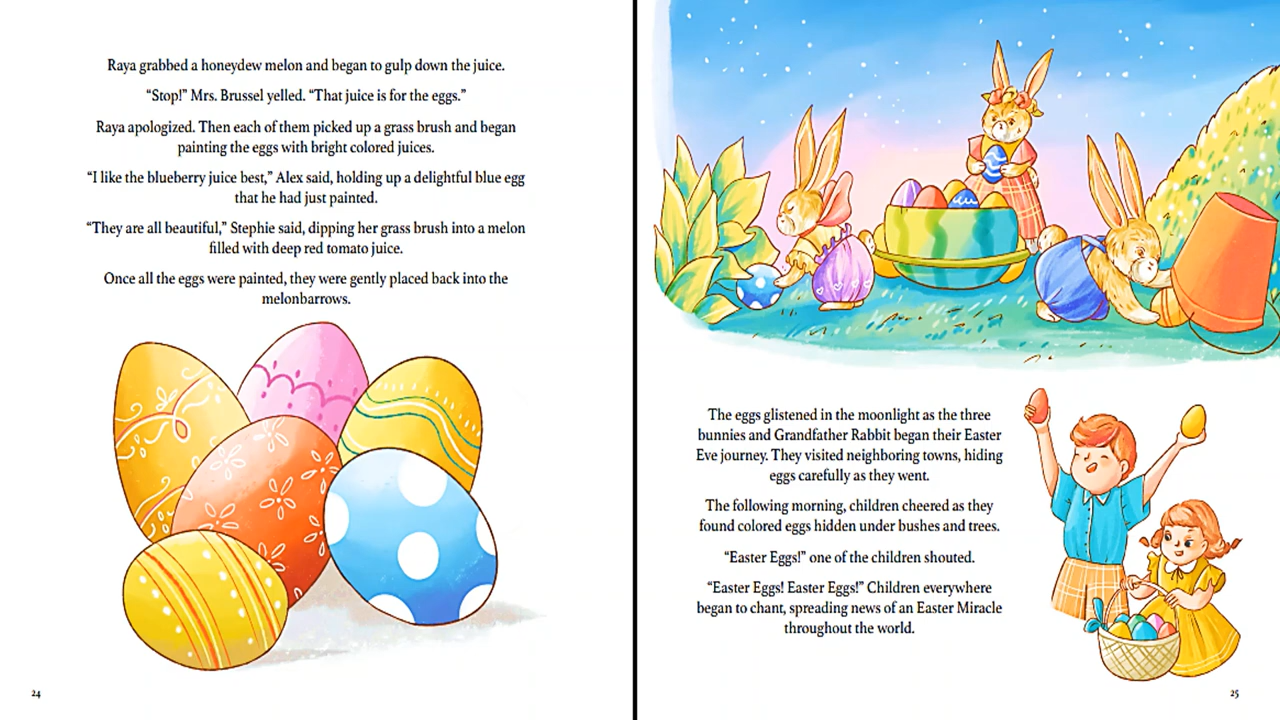 Raya grabbed a honeydew melon and began to gulp down the juice.
“Stop!” Mrs. Brussel yelled. “That juice is for the eggs.”
Raya apologized. Then each of them picked up a grass brush and began
painting the eggs with bright colored juices.
“I like the blueberry juice best,” Alex said, holding up a delightful blue egg
that he had just painted.
“They are all beautiful,” Stephie said, dipping her grass brush into a melon
filled with deep red tomato juice.
Once all the eggs were painted, they were gently placed back into the
melonbarrows.
24
The eggs glistened in the moonlight as the three
bunnies and Grandfather Rabbit began their Easter
Eve journey. They visited neighboring towns, hiding
eggs carefully as they went.
The following morning, children cheered as they
found colored eggs hidden under bushes and trees.
“Easter Eggs!” one of the children shouted.
“Easter Eggs! Easter Eggs!” Children everywhere
began to chant, spreading news of an Easter Miracle
throughout the world.
25